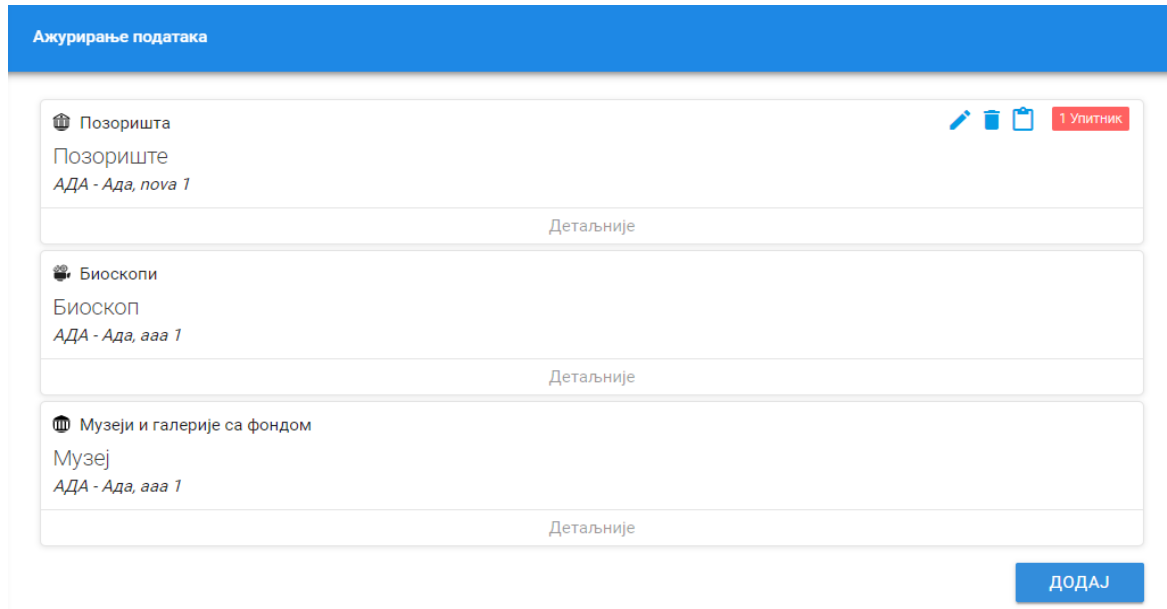 Ажурирање података
Позоришта
1 Упитник
Позориште
АДА - Ада, nova 1
Детаљније
Биоскопи
Биоскоп
АДА - Ада, ааа 1
Детаљније
Музеји и галерије са фондом
Музеј
АДА - Ада, ааа 1
Детаљније
ДОДАЈ